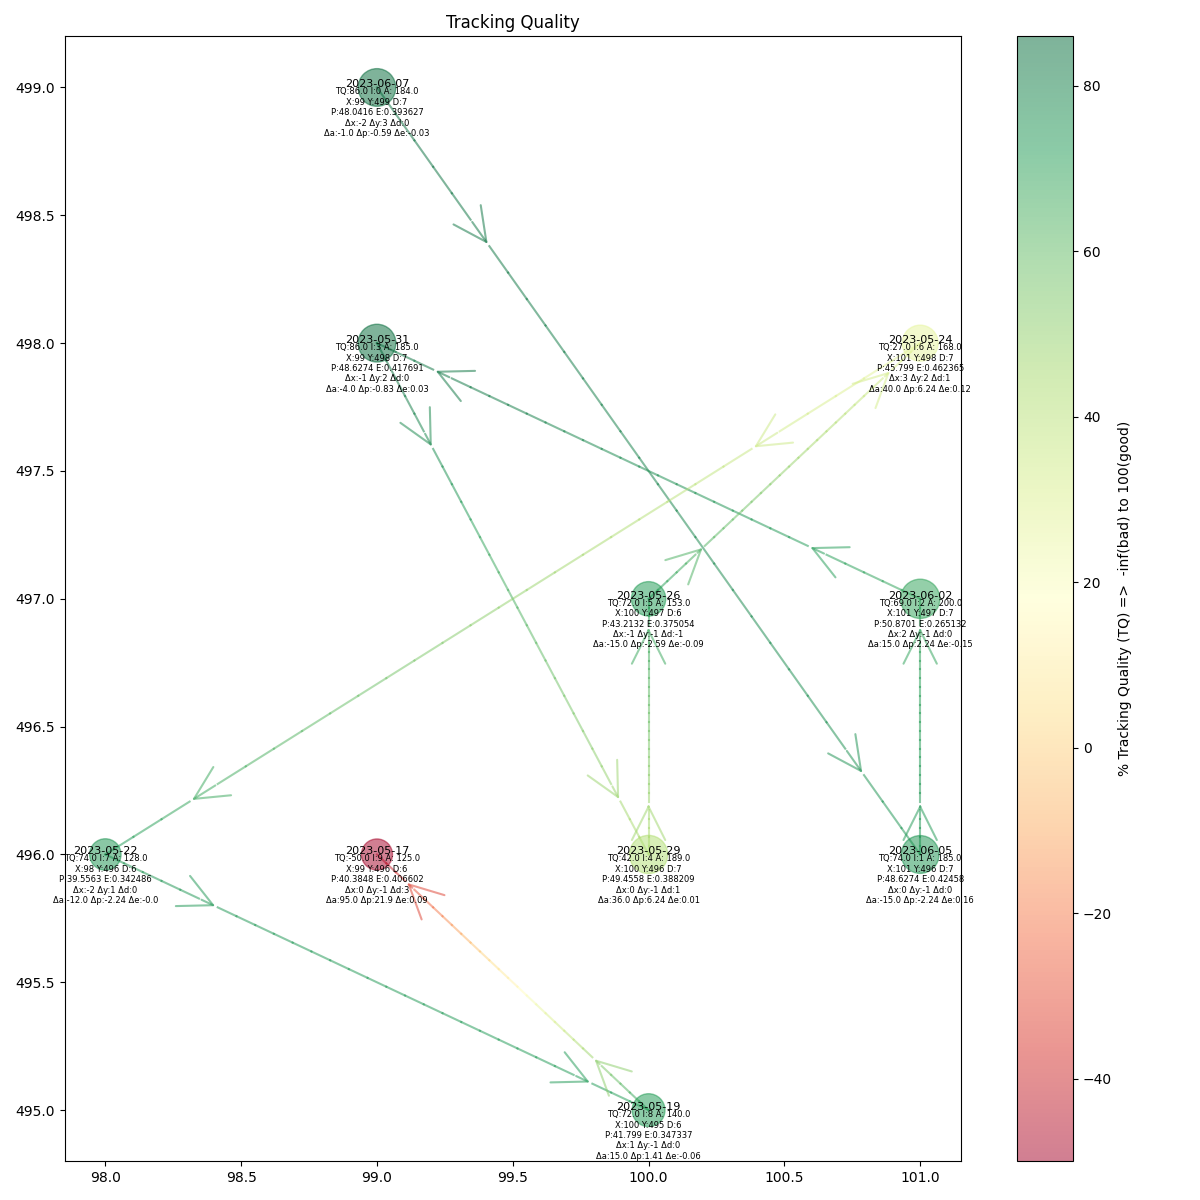 Tracking Quality
2023-06-07
TQ:86.0 I:0 A: 184.0
X:99 Y:499 D:7
P:48.0416 E:0.393627
Δx:-2 Δy:3 Δd:0
Δa:-1.0 Δp:-0.59 Δe:-0.03
2023-05-31
TQ:86.0 I:3 A: 185.0
X:99 Y:498 D:7
P:48.6274 E:0.417691
Δx:-1 Δy:2 Δd:0
Δa:-4.0 Δp:-0.83 Δe:0.03
2023-05-24
TQ:27.0 I:6 A: 168.0
X:101 Y:498 D:7
P:45.799 E:0.462365
Δx:3 Δy:2 Δd:1
Δa:40.0 Δp:6.24 Δe:0.12
2023-05-26
TQ:72.0 I:5 A: 153.0
X:100 Y:497 D:6
P:43.2132 E:0.375054
Δx:-1 Δy:-1 Δd:-1
Δa:-15.0 Δp:-2.59 Δe:-0.09
2023-06-02
TQ:69.0 I:2 A: 200.0
X:101 Y:497 D:7
P:50.8701 E:0.265132
Δx:2 Δy:-1 Δd:0
Δa:15.0 Δp:2.24 Δe:-0.15
2023-05-22
TQ:74.0 I:7 A: 128.0
X:98 Y:496 D:6
P:39.5563 E:0.342486
Δx:-2 Δy:1 Δd:0
Δa:-12.0 Δp:-2.24 Δe:-0.0
2023-05-17
TQ:-50.0 I:9 A: 125.0
X:99 Y:496 D:6
P:40.3848 E:0.406602
Δx:0 Δy:-1 Δd:3
Δa:95.0 Δp:21.9 Δe:0.09
2023-05-29
TQ:42.0 I:4 A: 189.0
X:100 Y:496 D:7
P:49.4558 E:0.388209
Δx:0 Δy:-1 Δd:1
Δa:36.0 Δp:6.24 Δe:0.01
2023-06-05
TQ:74.0 I:1 A: 185.0
X:101 Y:496 D:7
P:48.6274 E:0.42458
Δx:0 Δy:-1 Δd:0
Δa:-15.0 Δp:-2.24 Δe:0.16
2023-05-19
TQ:72.0 I:8 A: 140.0
X:100 Y:495 D:6
P:41.799 E:0.347337
Δx:1 Δy:-1 Δd:0
Δa:15.0 Δp:1.41 Δe:-0.06
499.0
498.5
498.0
497.5
497.0
496.5
496.0
495.5
495.0
98.0
98.5
99.0
99.5
100.0
100.5
101.0
80
60
40
20
0
−20
−40
% Tracking Quality (TQ) => -inf(bad) to 100(good)